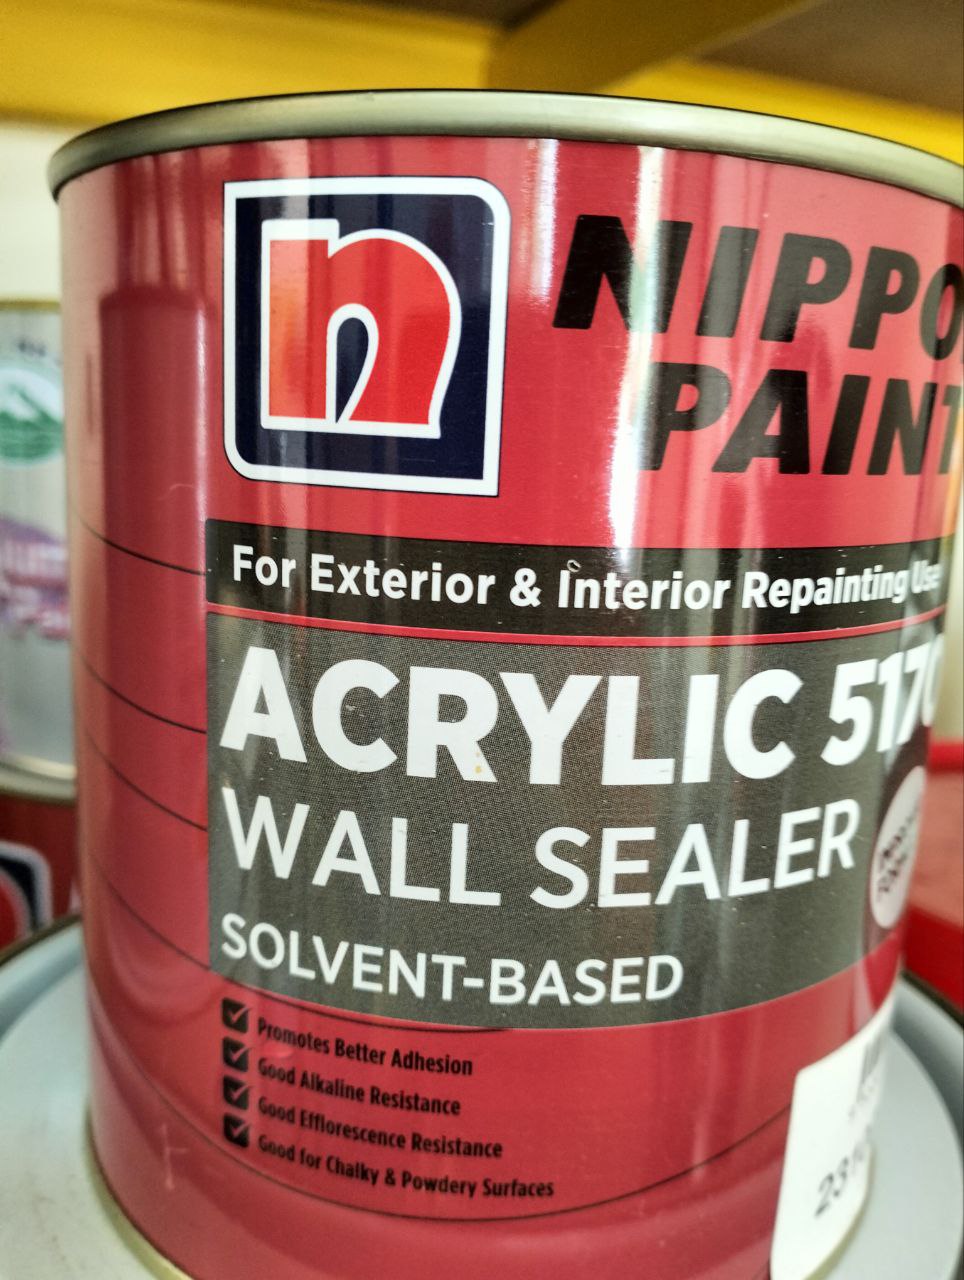 n
NIPPO
PAINT
For Exterior & Interior Repainting Use
ACRYLIC 5170
WALL SEALER
SOLVENT-BASED
Promotes Better Adhesion
Good Alkaline Resistance
Good Efflorescence Resistance
Good for Chalky & Powdery Surfaces